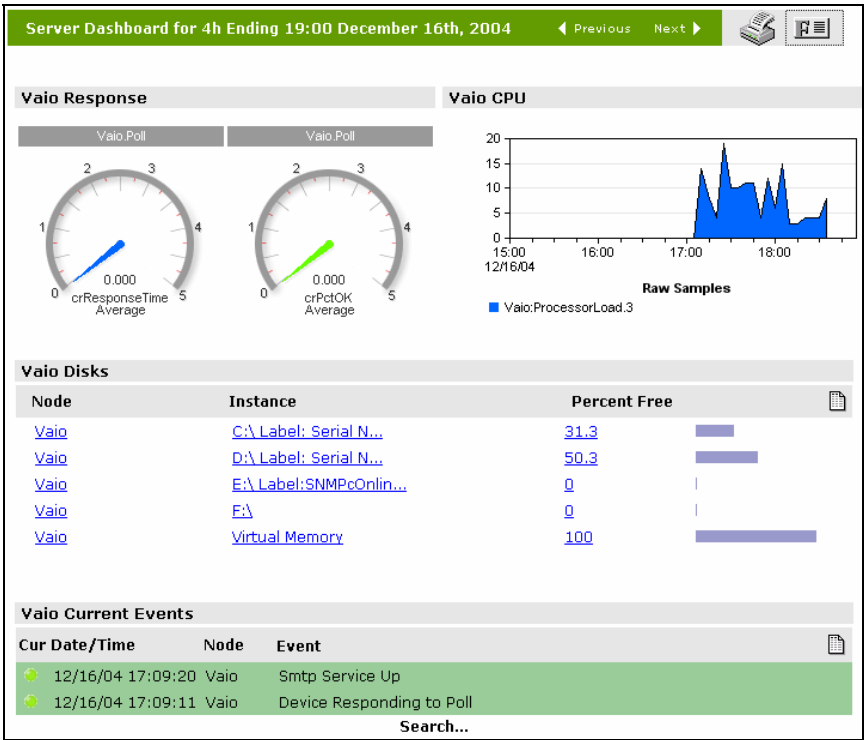 Server Dashboard for 4h Ending 19:00 December 16th, 2004 Previous Next
Vaio Response
Vaio.Poll
0 1 2 3 4 5
0.000
crResponseTime
Average
Vaio.Poll
0 1 2 3 4 5
0.000
crPctOK
Average
Vaio CPU
20
15
10
5
0
15:00 16:00 17:00 18:00
12/16/04
Raw Samples
Vaio:ProcessorLoad.3
Vaio Disks
Node Instance Percent Free
Vaio C:\ Label: Serial N... 31.3
Vaio D:\ Label: Serial N... 50.3
Vaio E:\ Label:SNMPcOnlin... 0
Vaio F:\ 0
Vaio Virtual Memory 100
Vaio Current Events
Cur Date/Time Node Event
12/16/04 17:09:20 Vaio Smtp Service Up
12/16/04 17:09:11 Vaio Device Responding to Poll
Search...